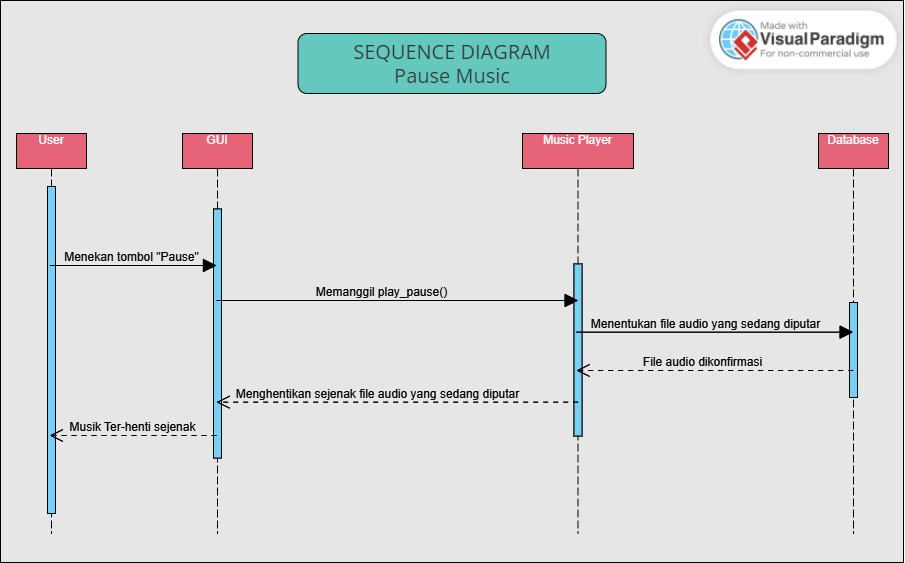 Made with
Visual Paradigm
For non-commercial use
SEQUENCE DIAGRAM
Pause Music
User
GUI
Music Player
Database
Menekan tombol "Pause"
Memanggil play_pause()
Menentukan file audio yang sedang diputar
File audio dikonfirmasi
Menghentikan sejenak file audio yang sedang diputar
Musik Ter-henti sejenak